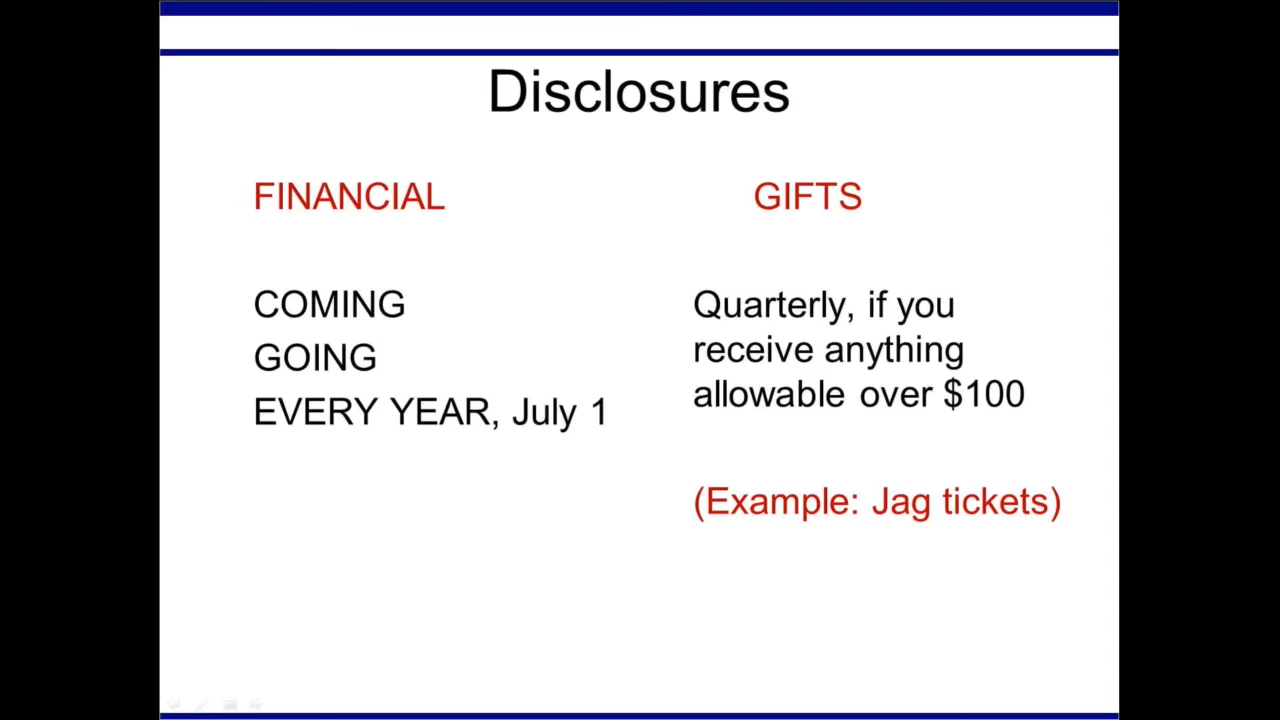 Disclosures
FINANCIAL
COMING
GOING
EVERY YEAR, July 1
GIFTS
Quarterly, if you
receive anything
allowable over $100
(Example: Jag tickets)